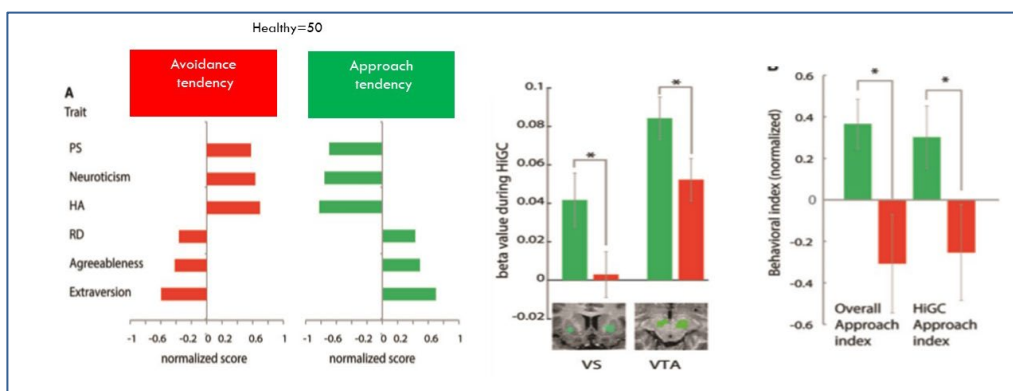 Healthy=50
Avoidance
tendency
Approach
tendency
A
Trait
PS
Neuroticism
HA
RD
Agreeableness
Extraversion
-1 -0.6 -0.2 0 0.2 0.6 1
normalized score
-1 -0.6 -0.2 0 0.2 0.6 1
normalized score
beta value during HiGC
0.1
0.08
0.06
0.04
0.02
0
-0.02
*
*
VS
VTA
Behavioral index (normalized)
0.6
0.4
0.2
0
-0.2
-0.4
-0.6
*
*
Overall
Approach
index
HiGC
Approach
index